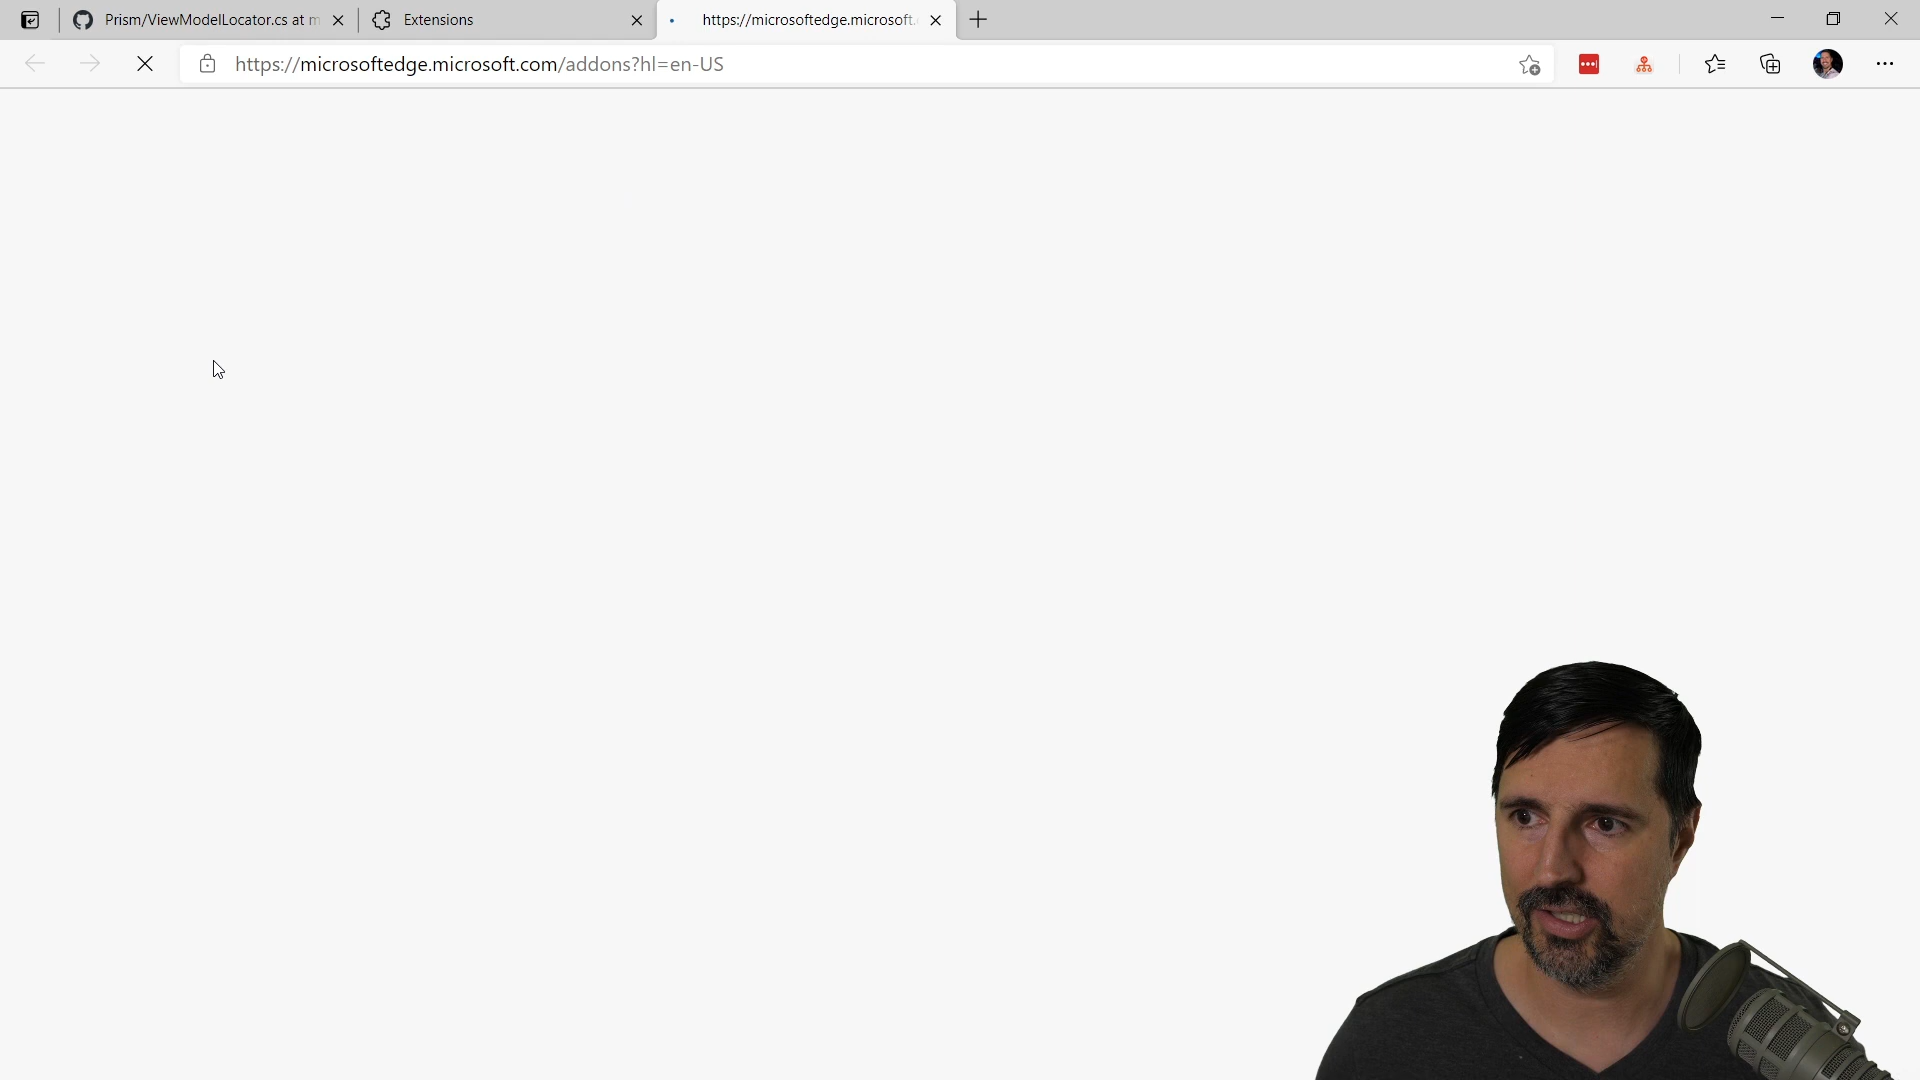 Prism/ViewModelLocator.cs at m
Extensions
https://microsoftedge.microsoft.
https://microsoftedge.microsoft.com/addons?hl=en-US